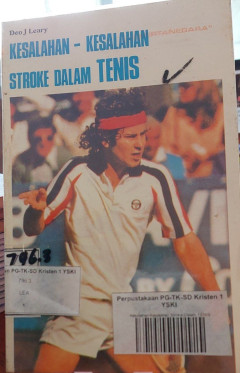 Don J Leary
KESALAHAN - KESALAHAN
STROKE DALAM TENIS
796.3
PG-TK-SD Kristen 1
YSKI
LEA
Perpustakaan PG-TK-SD Kristen 1
YSKI